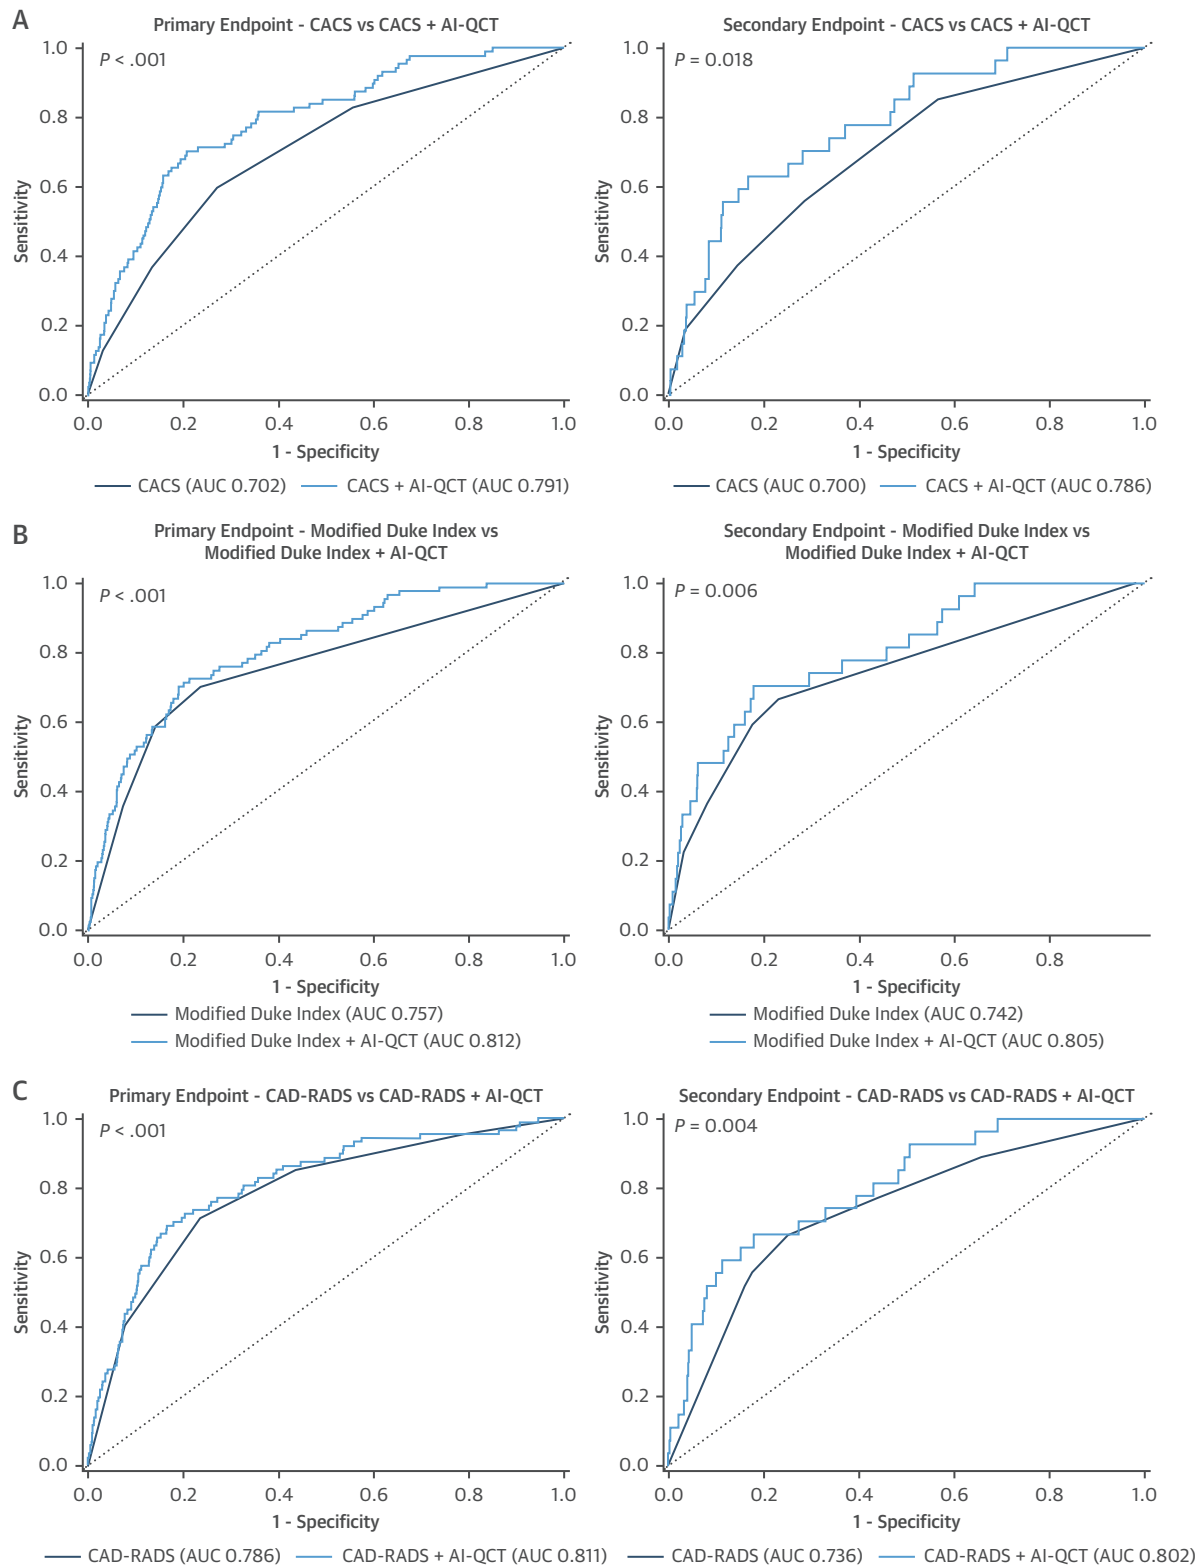 A
Primary Endpoint - CACS vs CACS + AI-QCT
P < .001
Sensitivity
1.0
0.8
0.6
0.4
0.2
0.0
0.0 0.2 0.4 0.6 0.8 1.0
1 - Specificity
CACS (AUC 0.702) CACS + AI-QCT (AUC 0.791)
Secondary Endpoint - CACS vs CACS + AI-QCT
P = 0.018
Sensitivity
1.0
0.8
0.6
0.4
0.2
0.0
0.0 0.2 0.4 0.6 0.8 1.0
1 - Specificity
CACS (AUC 0.700) CACS + AI-QCT (AUC 0.786)
B
Primary Endpoint - Modified Duke Index vs
Modified Duke Index + AI-QCT
P < .001
Sensitivity
1.0
0.8
0.6
0.4
0.2
0.0
0.0 0.2 0.4 0.6 0.8 1.0
1 - Specificity
Modified Duke Index (AUC 0.757)
Modified Duke Index + AI-QCT (AUC 0.812)
Secondary Endpoint - Modified Duke Index vs
Modified Duke Index + AI-QCT
P = 0.006
Sensitivity
1.0
0.8
0.6
0.4
0.2
0.0
0.0 0.2 0.4 0.6 0.8
1 - Specificity
Modified Duke Index (AUC 0.742)
Modified Duke Index + AI-QCT (AUC 0.805)
C
Primary Endpoint - CAD-RADS vs CAD-RADS + AI-QCT
P < .001
Sensitivity
1.0
0.8
0.6
0.4
0.2
0.0
0.0 0.2 0.4 0.6 0.8 1.0
1 - Specificity
CAD-RADS (AUC 0.786) CAD-RADS + AI-QCT (AUC 0.811)
Secondary Endpoint - CAD-RADS vs CAD-RADS + AI-QCT
P = 0.004
Sensitivity
1.0
0.8
0.6
0.4
0.2
0.0
0.0 0.2 0.4 0.6 0.8 1.0
1 - Specificity
CAD-RADS (AUC 0.736) CAD-RADS + AI-QCT (AUC 0.802)